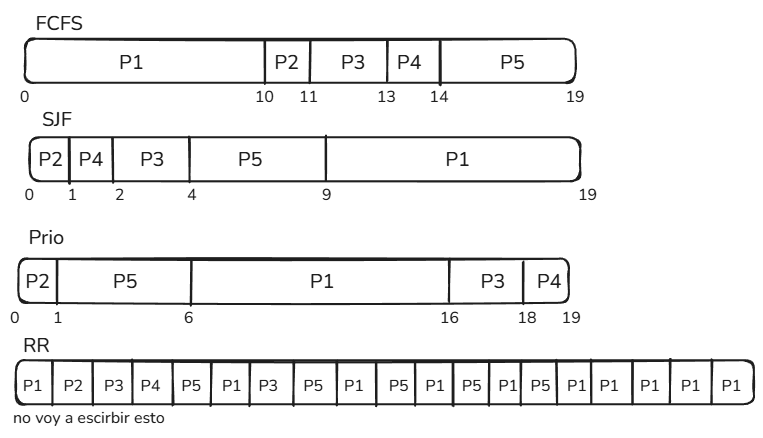 FCFS
P1 P2 P3 P4 P5
0 10 11 13 14 19
SJF
P2 P4 P3 P5 P1
0 1 2 4 9 19
Prio
P2 P5 P1 P3 P4
0 1 6 16 18 19
RR
P1 P2 P3 P4 P5 P1 P3 P5 P1 P5 P1 P5 P1 P5 P1 P1 P1 P1 P1
no voy a escirbir esto